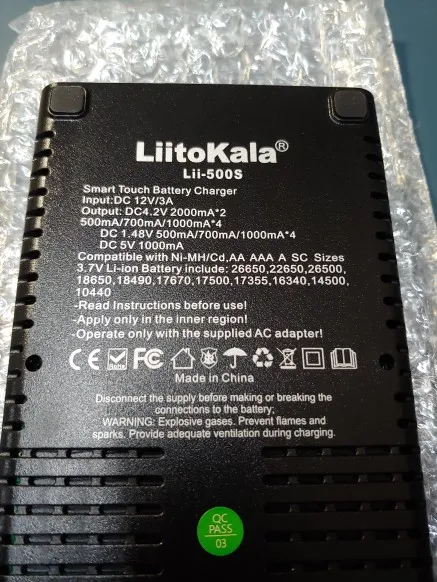 LiitoKala®
Lii-500S
Smart Touch Battery Charger
Input:DC 12V/3A
Output: DC4.2V 2000mA*2
500mA/700mA/1000mA*4
DC 1.48V 500mA/700mA/1000mA*4
DC 5V 1000mA
Compatible with Ni-MH/Cd,AA AAA A SC Sizes
3.7V Li-ion Battery include: 26650,22650,26500,
18650,18490,17670,17500,17355,16340,14500,
10440
-Read Instructions before use!
-Apply only in the inner region!
-Operate only with the supplied AC adapter!
CE RoHS FC
Made in China
Disconnect the supply before making or breaking the
connections to the battery;
WARNING: Explosive gases. Prevent flames and
sparks. Provide adequate ventilation during charging.
QC
PASS
03